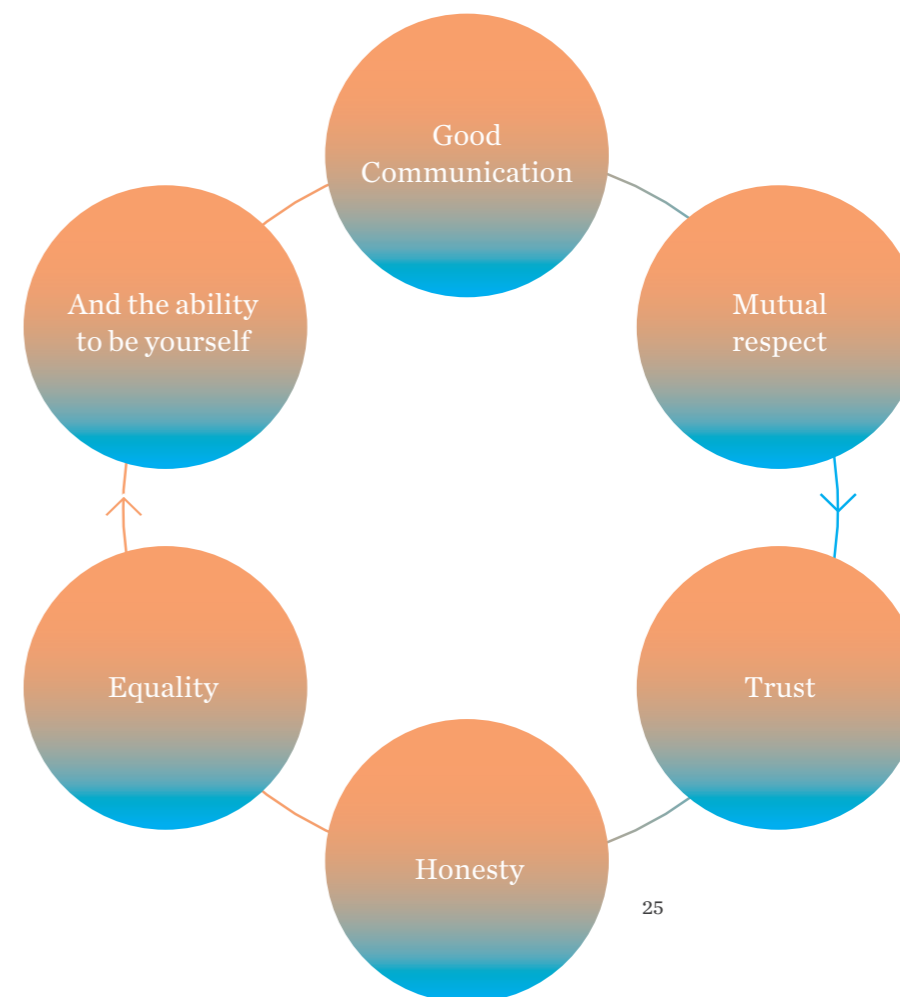 Good
Communication
Mutual
respect
Trust
Honesty
Equality
And the ability
to be yourself
25